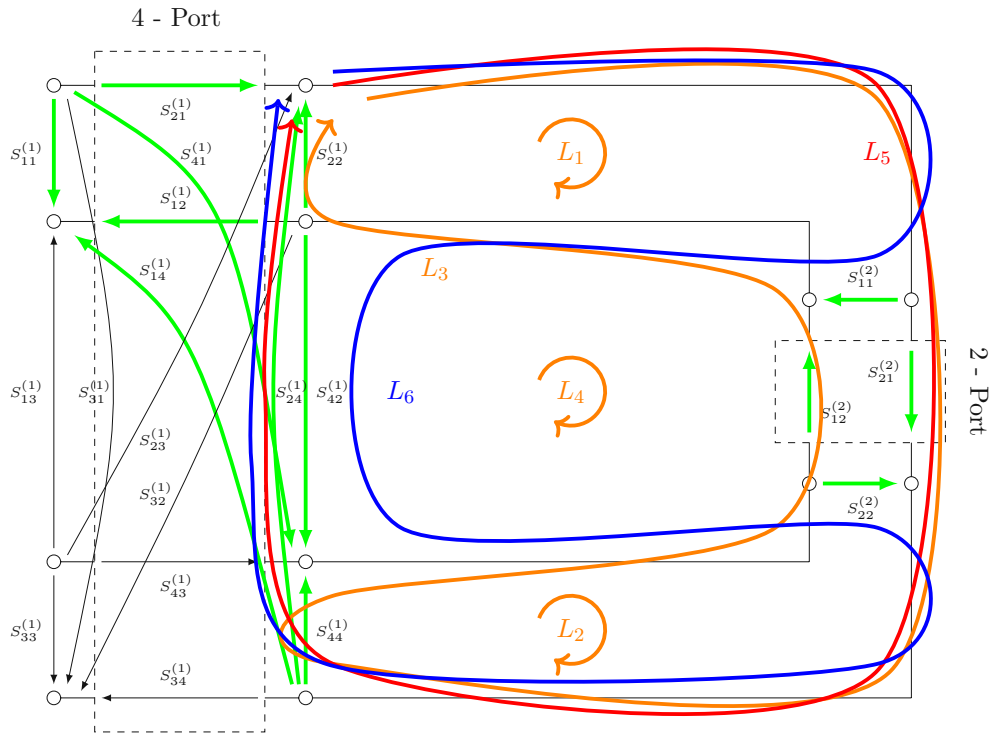 4 - Port
S_{21}^{(1)}
S_{11}^{(1)}
S_{41}^{(1)}
S_{22}^{(1)}
L_1
L_5
S_{12}^{(1)}
S_{14}^{(1)}
L_3
S_{11}^{(2)}
S_{13}^{(1)}
S_{31}^{(1)}
S_{24}^{(1)}
S_{42}^{(1)}
L_6
L_4
S_{21}^{(2)}
S_{12}^{(2)}
2 - Port
S_{23}^{(1)}
S_{32}^{(1)}
S_{22}^{(2)}
S_{43}^{(1)}
S_{33}^{(1)}
S_{44}^{(1)}
L_2
S_{34}^{(1)}